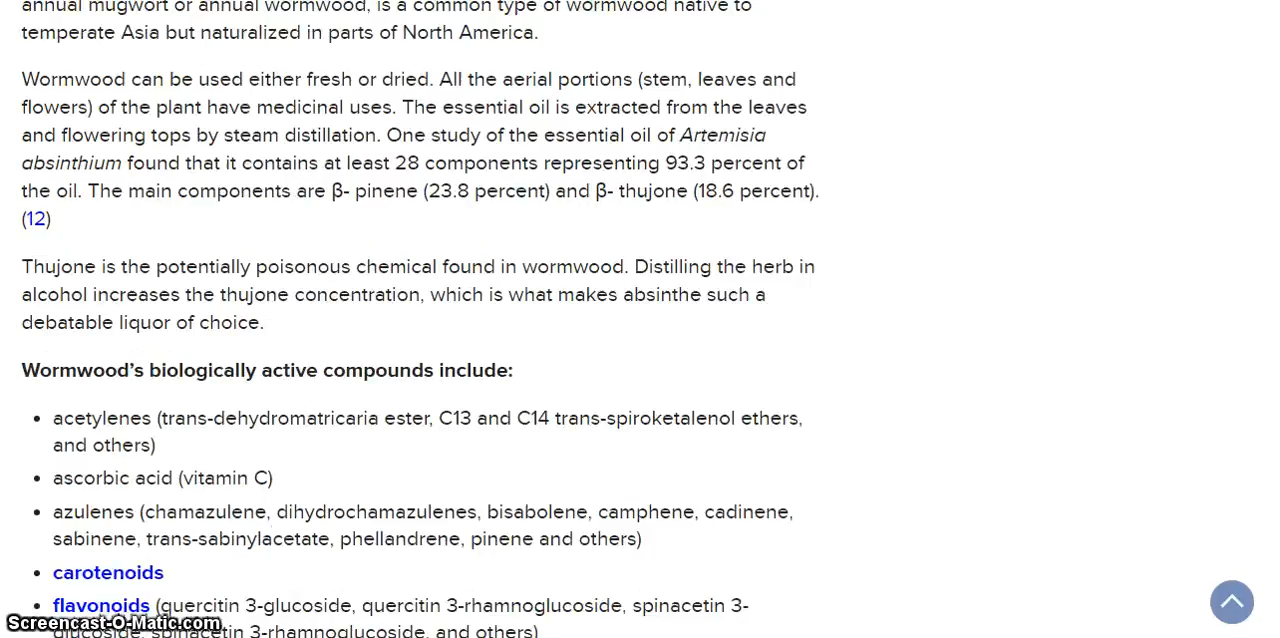 annual mugwort or annual wormwood, is a common type of wormwood native to
temperate Asia but naturalized in parts of North America.
Wormwood can be used either fresh or dried. All the aerial portions (stem, leaves and
flowers) of the plant have medicinal uses. The essential oil is extracted from the leaves
and flowering tops by steam distillation. One study of the essential oil of Artemisia
absinthium found that it contains at least 28 components representing 93.3 percent of
the oil. The main components are β- pinene (23.8 percent) and β- thujone (18.6 percent).
(12)
Thujone is the potentially poisonous chemical found in wormwood. Distilling the herb in
alcohol increases the thujone concentration, which is what makes absinthe such a
debatable liquor of choice.
Wormwood's biologically active compounds include:
• acetylenes (trans-dehydromatricaria ester, C13 and C14 trans-spiroketalenol ethers,
and others)
• ascorbic acid (vitamin C)
• azulenes (chamazulene, dihydrochamazulenes, bisabolene, camphene, cadinene,
sabinene, trans-sabinylacetate, phellandrene, pinene and others)
• carotenoids
• flavonoids (quercitin 3-glucoside, quercitin 3-rhamnoglucoside, spinacetin 3-
glucoside, spinacetin 3-rhamnoglucoside, and others)
Screencast-O-Matic.com